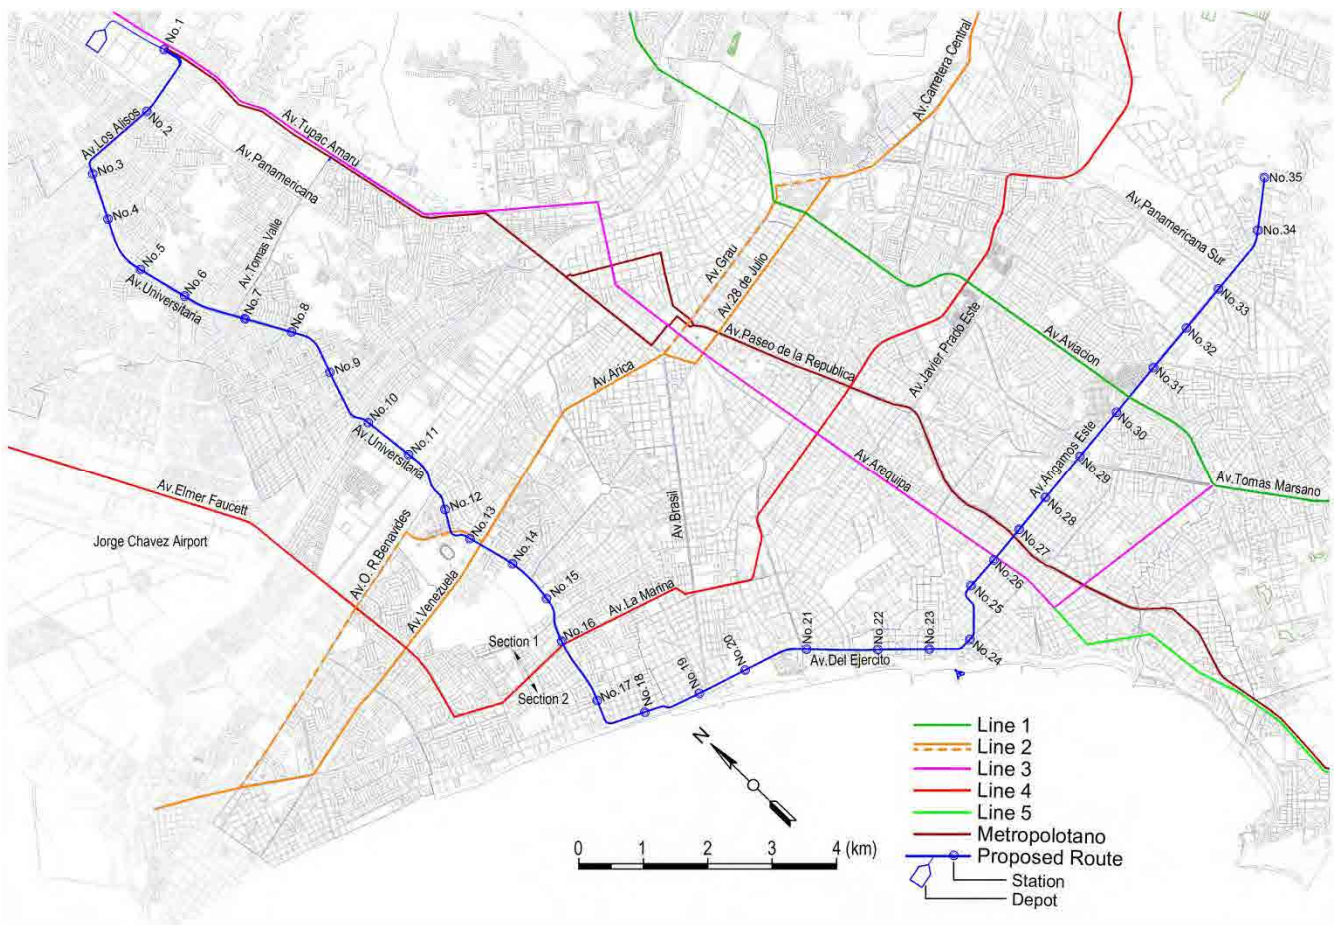 No.1
Av.Carretera Central
Av.Los Alisos
No.2
Av.Tupac Amaru
No.3
Av.Panamericana
No.35
No.4
Av.Panamericana Sur
No.34
Av.Tomas Valle
No.5
Av.Grau
Av.28 de Julio
No.6
Av.Universitaria
No.33
No.7
No.8
Av.Paseo de la Republica
Av.Javier Prado Este
Av.Aviacion
No.32
Av.Arica
No.9
No.31
No.10
No.30
Av.Universitaria
No.11
Av.Arequipa
Av.Angamos Este
No.29
Av.Tomas Marsano
Av.Elmer Faucett
No.12
Av.Brasil
No.28
Jorge Chavez Airport
No.13
No.27
Av.O. R.Benavides
No.14
No.26
Av.Venezuela
No.15
Av.La Marina
No.25
Section 1
No.16
No.20
No.21
No.22
No.23
No.24
Av.Del Ejercito
A
Section 2
No.17
No.18
No.19
N
Line 1
Line 2
Line 3
Line 4
Line 5
Metropolotano
Proposed Route
Station
Depot
0 1 2 3 4 (km)